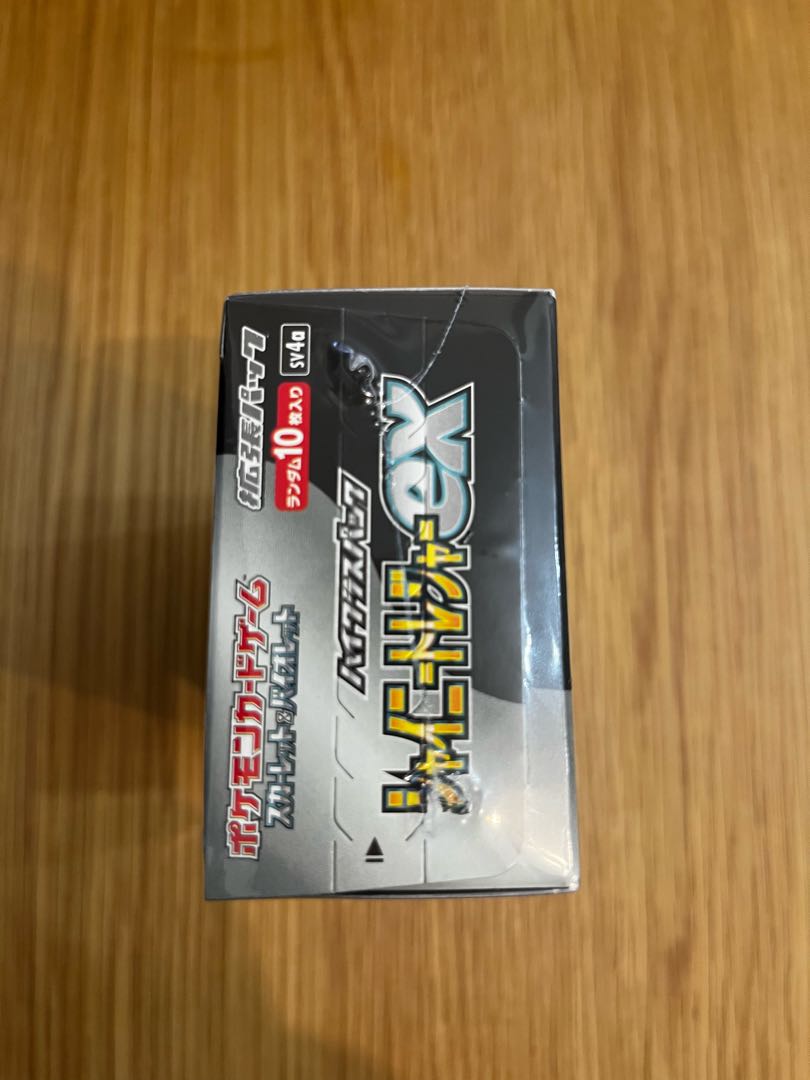 ポケモンカードゲーム
スカーレット&バイオレット
拡張パック
ランダム10枚入り
sv4a
ハイクラスパック
シャイニートレジャーex